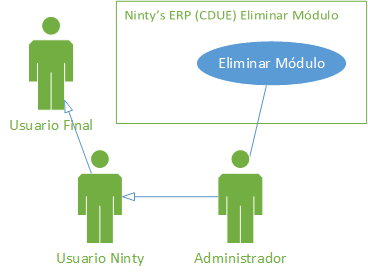 Ninty's ERP (CDUE) Eliminar Módulo
Eliminar Módulo
Usuario Final
Usuario Ninty
Administrador